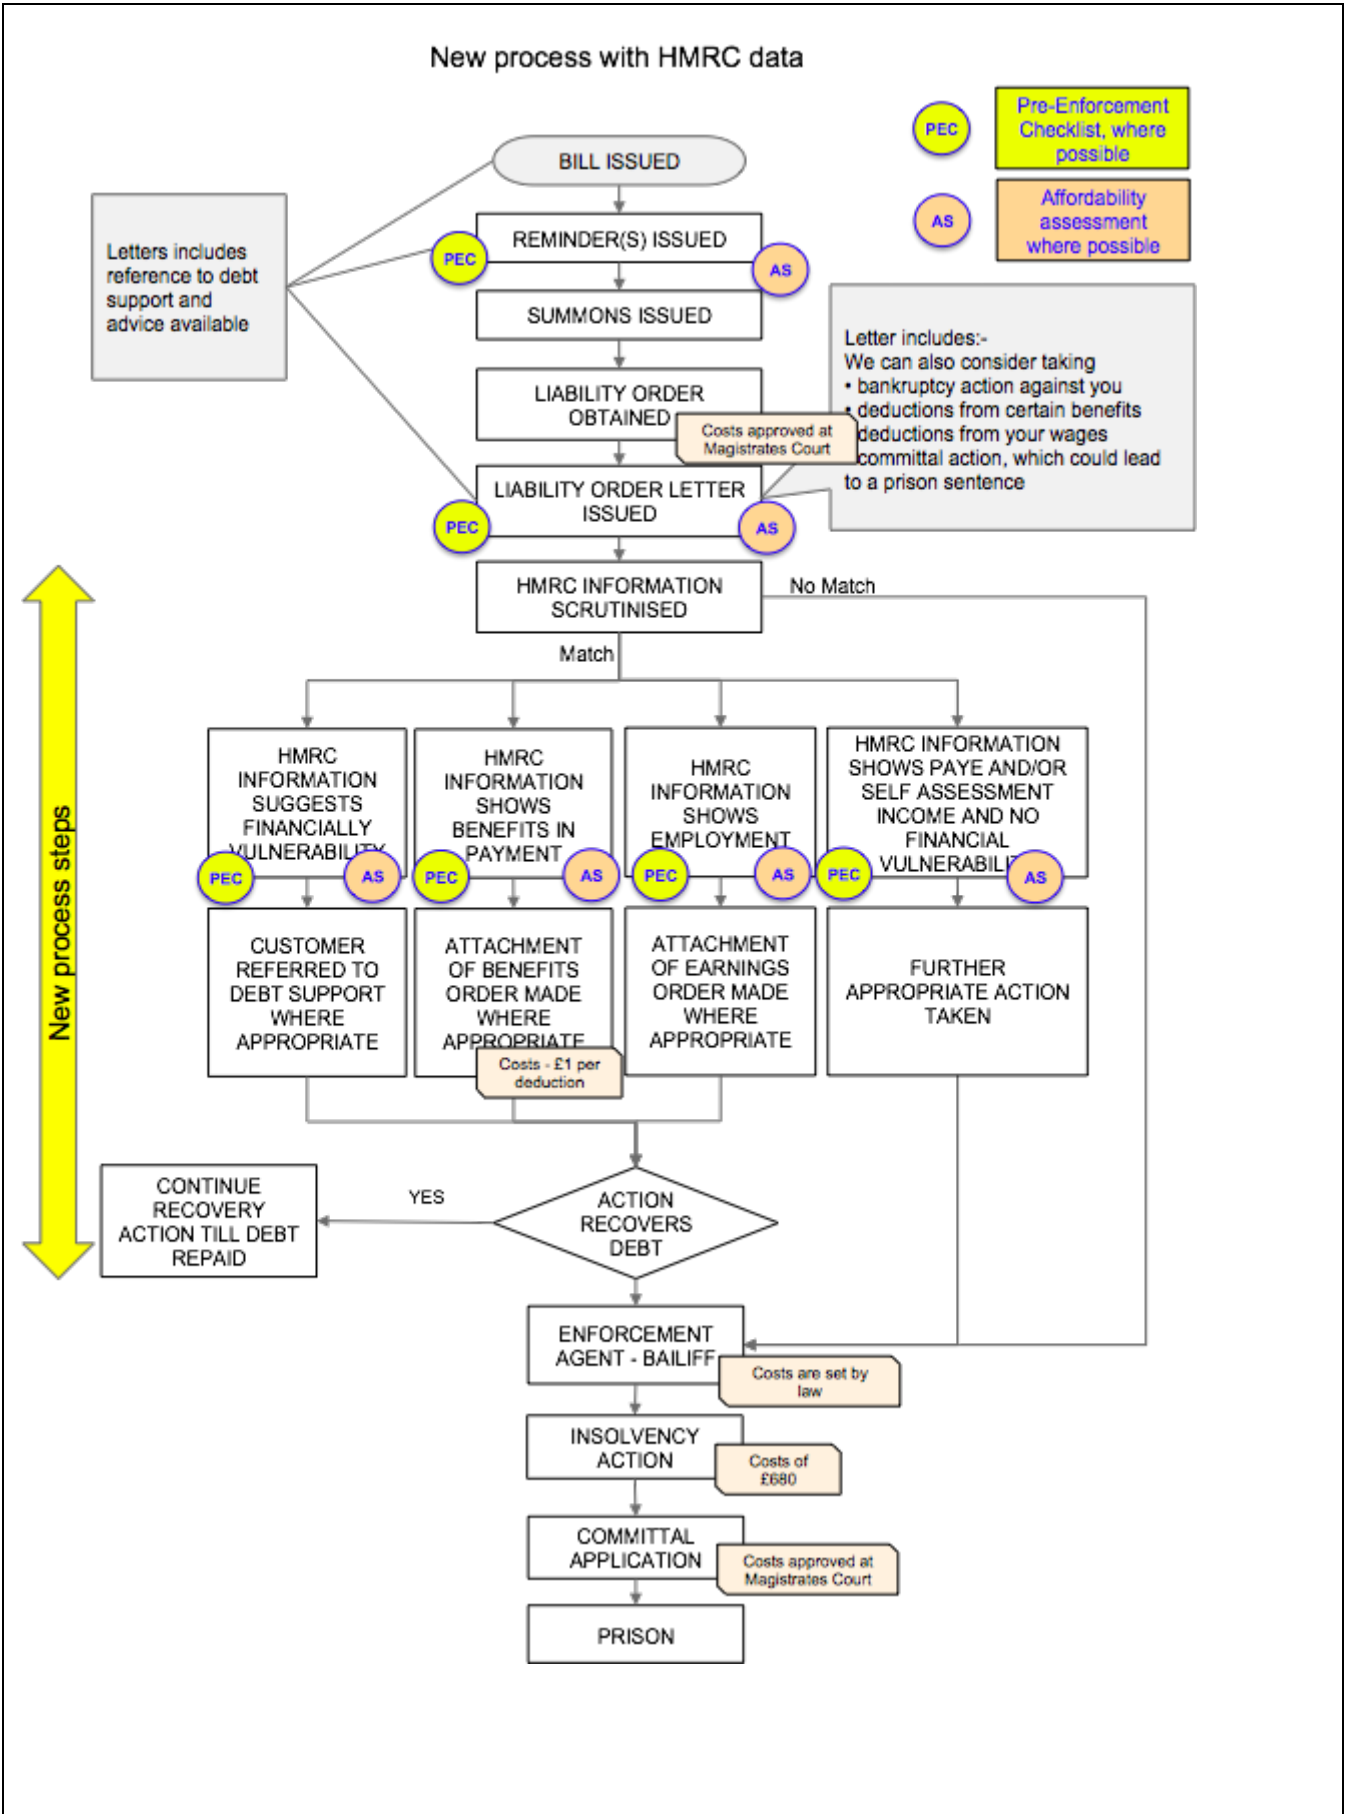 New process with HMRC data
PEC
Pre-Enforcement
Checklist, where
possible
AS
Affordability
assessment
where possible
BILL ISSUED
Letters includes
reference to debt
support and
advice available
REMINDER(S) ISSUED
PEC
AS
SUMMONS ISSUED
Letter includes:-
We can also consider taking
• bankruptcy action against you
• deductions from certain benefits
deductions from your wages
committal action, which could lead
to a prison sentence
LIABILITY ORDER
OBTAINED
Costs approved at
Magistrates Court
LIABILITY ORDER LETTER
ISSUED
PEC
AS
HMRC INFORMATION
SCRUTINISED
No Match
Match
New process steps
HMRC
INFORMATION
SUGGESTS
FINANCIALLY
VULNERABILITY
PEC
AS
HMRC
INFORMATION
SHOWS
BENEFITS IN
PAYMENT
PEC
AS
HMRC
INFORMATION
SHOWS
EMPLOYMENT
PEC
AS
HMRC INFORMATION
SHOWS PAYE AND/OR
SELF ASSESSMENT
INCOME AND NO
FINANCIAL
VULNERABILIT
PEC
AS
CUSTOMER
REFERRED TO
DEBT SUPPORT
WHERE
APPROPRIATE
ATTACHMENT
OF BENEFITS
ORDER MADE
WHERE
APPROPRIATE
Costs - £1 per
deduction
ATTACHMENT
OF EARNINGS
ORDER MADE
WHERE
APPROPRIATE
FURTHER
APPROPRIATE ACTION
TAKEN
CONTINUE
RECOVERY
ACTION TILL DEBT
REPAID
YES
ACTION
RECOVERS
DEBT
ENFORCEMENT
AGENT - BAILIFF
Costs are set by
law
INSOLVENCY
ACTION
Costs of
£680
COMMITTAL
APPLICATION
Costs approved at
Magistrates Court
PRISON